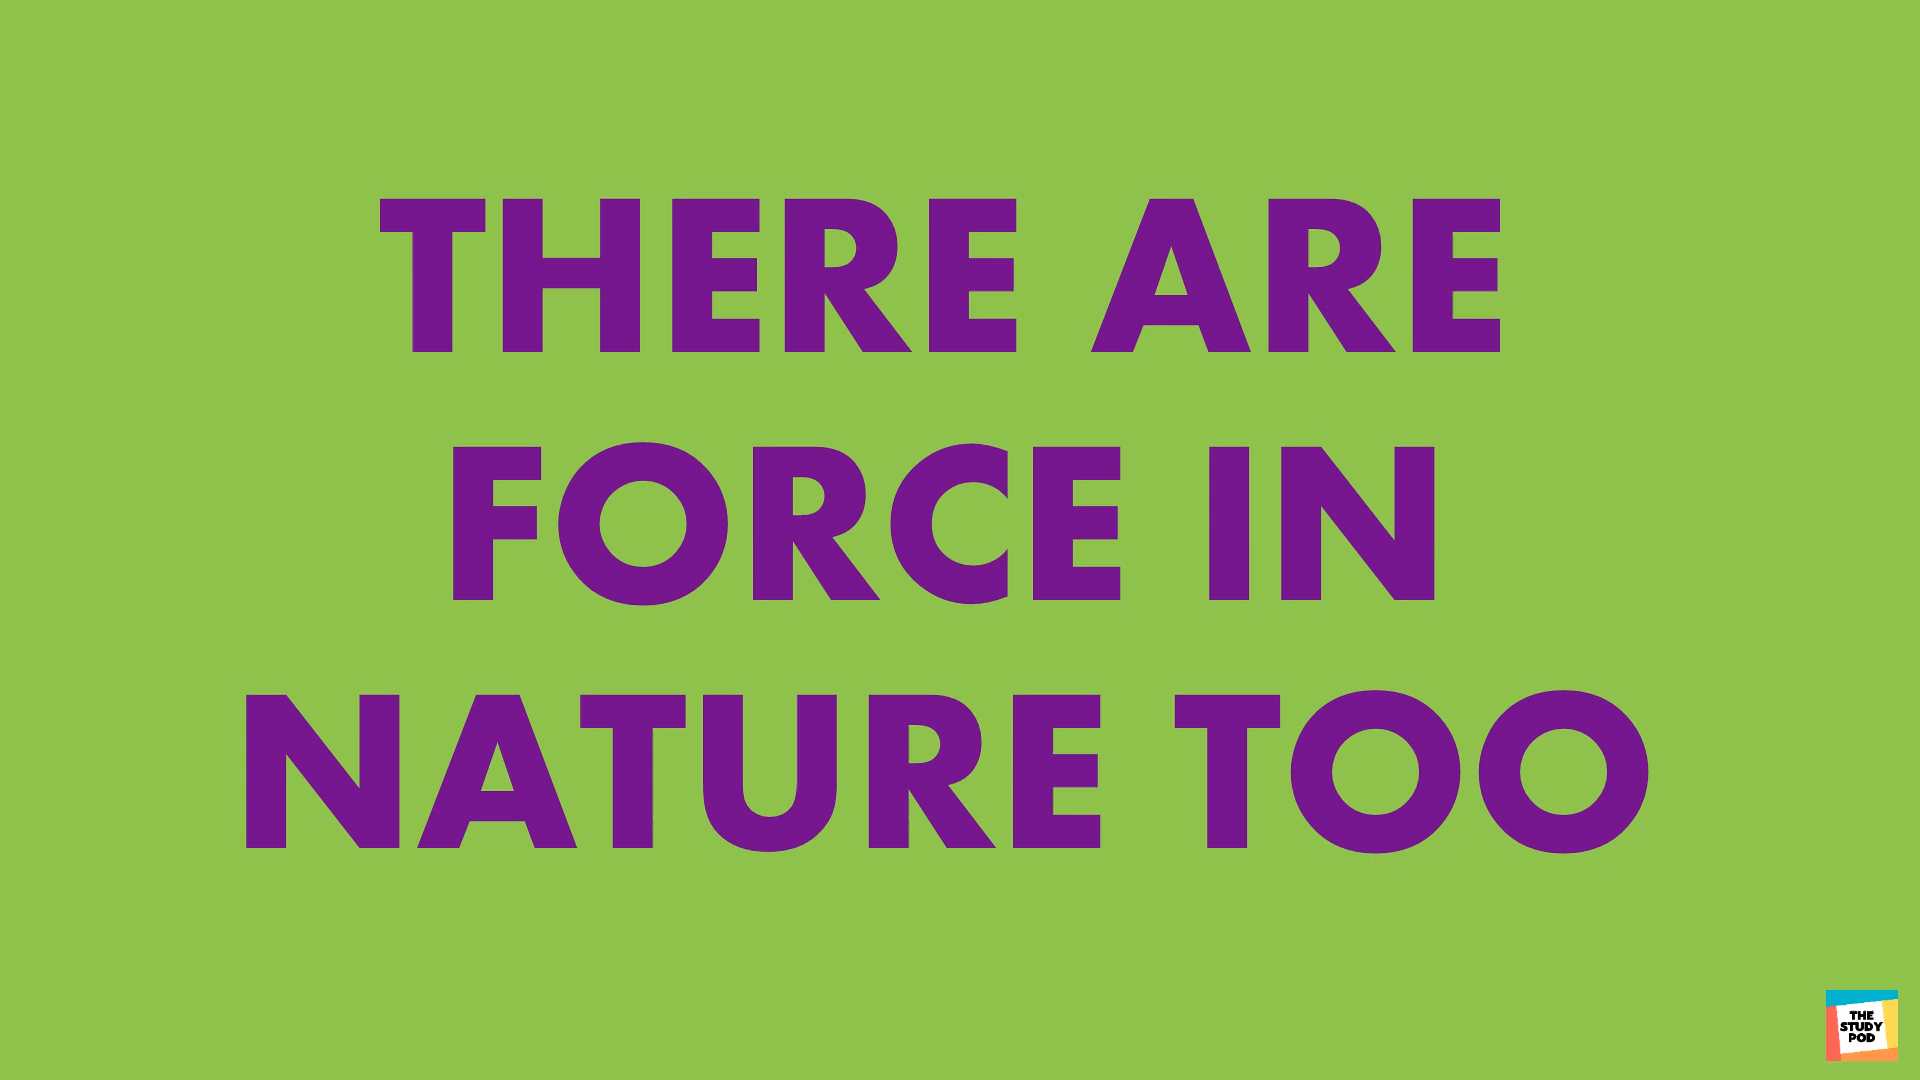 THERE ARE
FORCE IN
NATURE TOO
THE
STUDY
POD